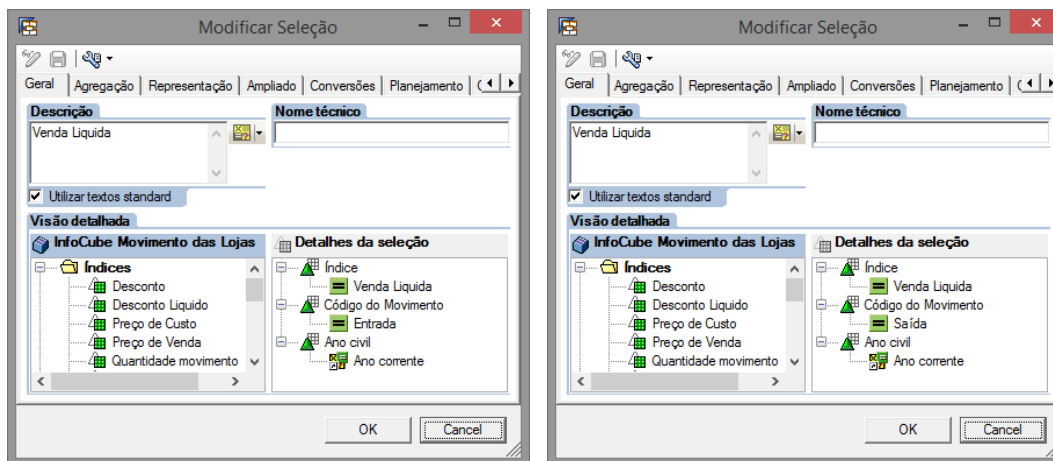 Modificar Seleção
Geral Agregação Representação Ampliado Conversões Planejamento
Descrição Nome técnico
Venda Liquida
Utilizar textos standard
Visão detalhada
InfoCube Movimento das Lojas Detalhes da seleção
Índices Índice
Desconto Venda Liquida
Desconto Liquido Código do Movimento
Preço de Custo Entrada
Preço de Venda Ano civil
Quantidade movimento Ano corrente
OK Cancel
Modificar Seleção
Geral Agregação Representação Ampliado Conversões Planejamento
Descrição Nome técnico
Venda Liquida
Utilizar textos standard
Visão detalhada
InfoCube Movimento das Lojas Detalhes da seleção
Índices Índice
Desconto Venda Liquida
Desconto Liquido Código do Movimento
Preço de Custo Saída
Preço de Venda Ano civil
Quantidade movimento Ano corrente
OK Cancel